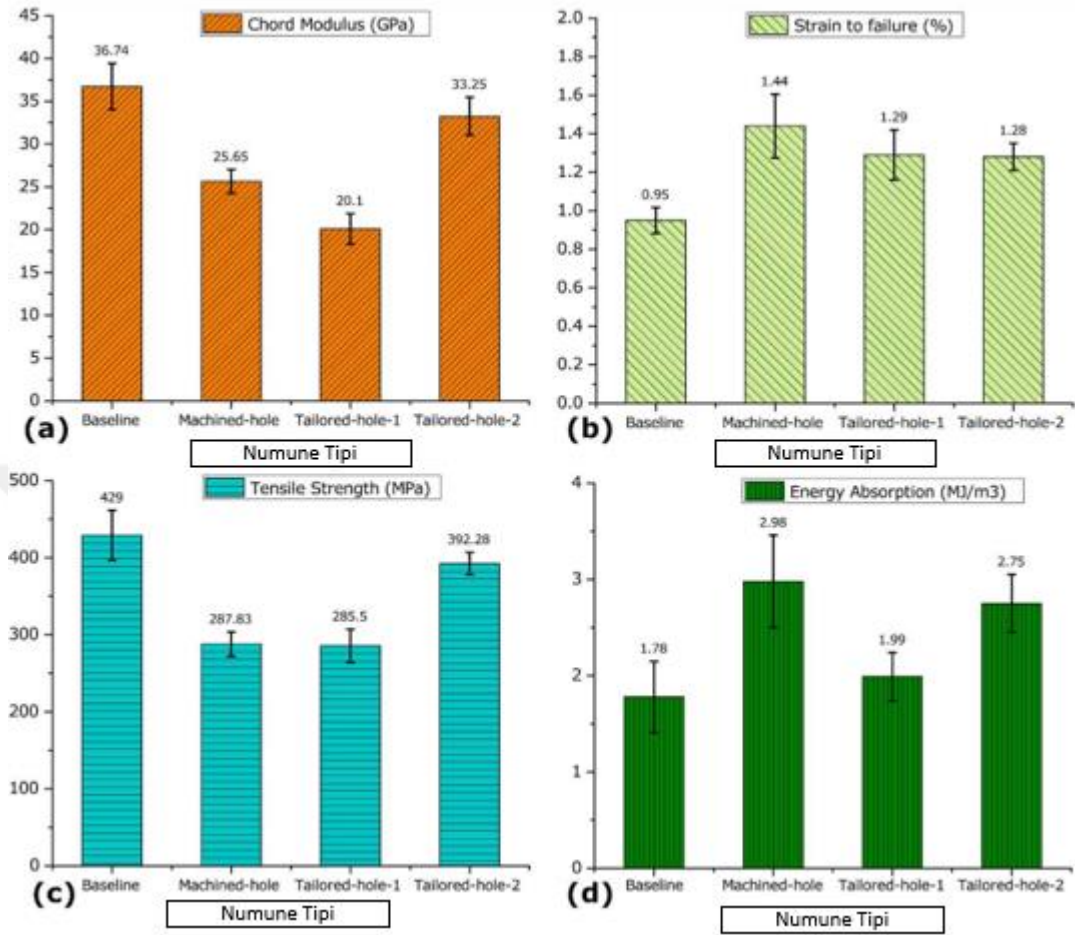 Chord Modulus (GPa)
45
40
35
30
25
20
15
10
5
0
36.74
25.65
20.1
33.25
Baseline
Machined-hole
Tailored-hole-1
Tailored-hole-2
(a)
Numune Tipi
Strain to failure (%)
2.0
1.8
1.6
1.4
1.2
1.0
0.8
0.6
0.4
0.2
0.0
0.95
1.44
1.29
1.28
Baseline
Machined-hole
Tailored-hole-1
Tailored-hole-2
(b)
Numune Tipi
Tensile Strength (MPa)
500
400
300
200
100
0
429
287.83
285.5
392.28
Baseline
Machined-hole
Tailored-hole-1
Tailored-hole-2
(c)
Numune Tipi
Energy Absorption (MJ/m3)
4
3
2
1
0
1.78
2.98
1.99
2.75
Baseline
Machined-hole
Tailored-hole-1
Tailored-hole-2
(d)
Numune Tipi